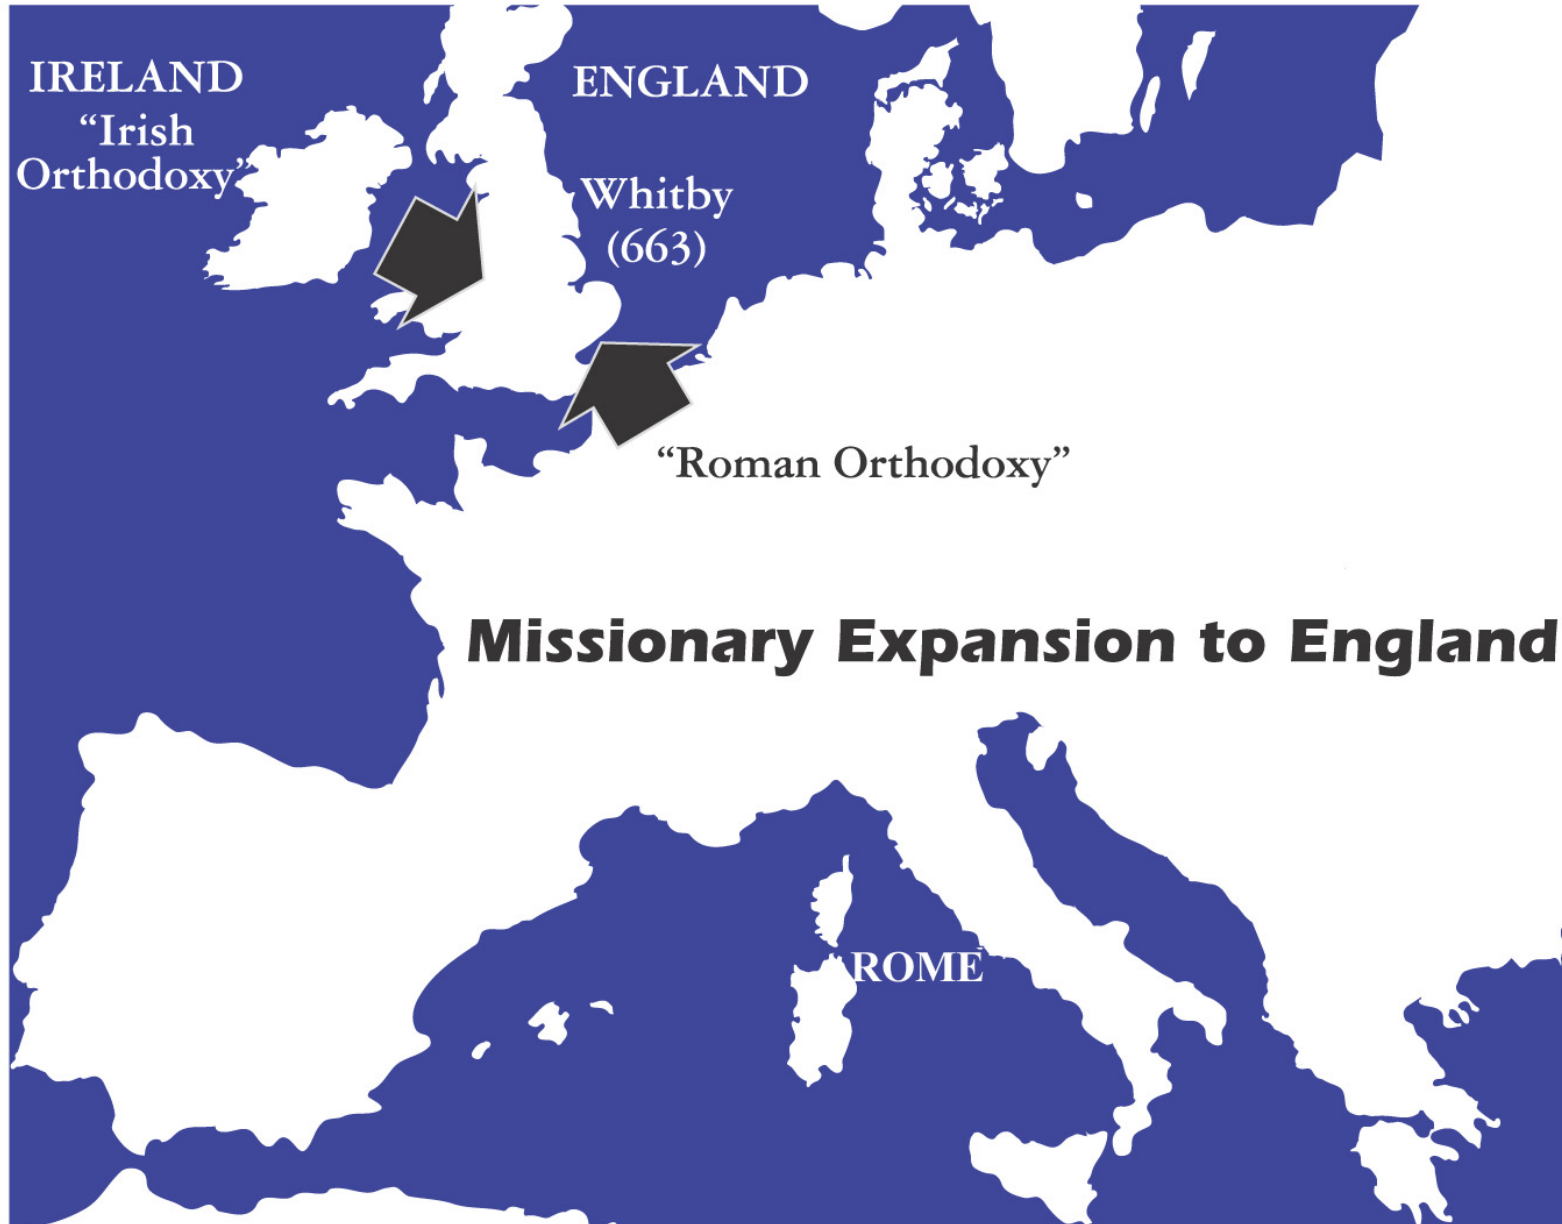 IRELAND
“Irish
Orthodoxy”
ENGLAND
Whitby
(663)
“Roman Orthodoxy”
Missionary Expansion to England
ROME